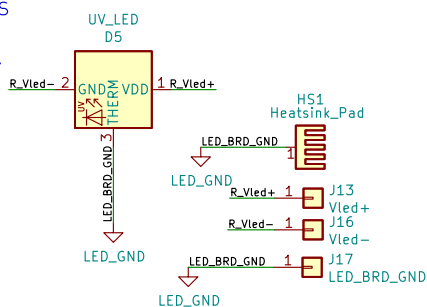 S
UV_LED
D5
R_Vled- 2 GND VDD 1 R_Vled+
UV
THERM
3
LED_BRD_GND
LED_GND
HS1
Heatsink_Pad
LED_BRD_GND
1
LED_GND
R_Vled+ 1 J13
Vled+
R_Vled- 1 J16
Vled-
LED_BRD_GND 1 J17
LED_BRD_GND
LED_GND